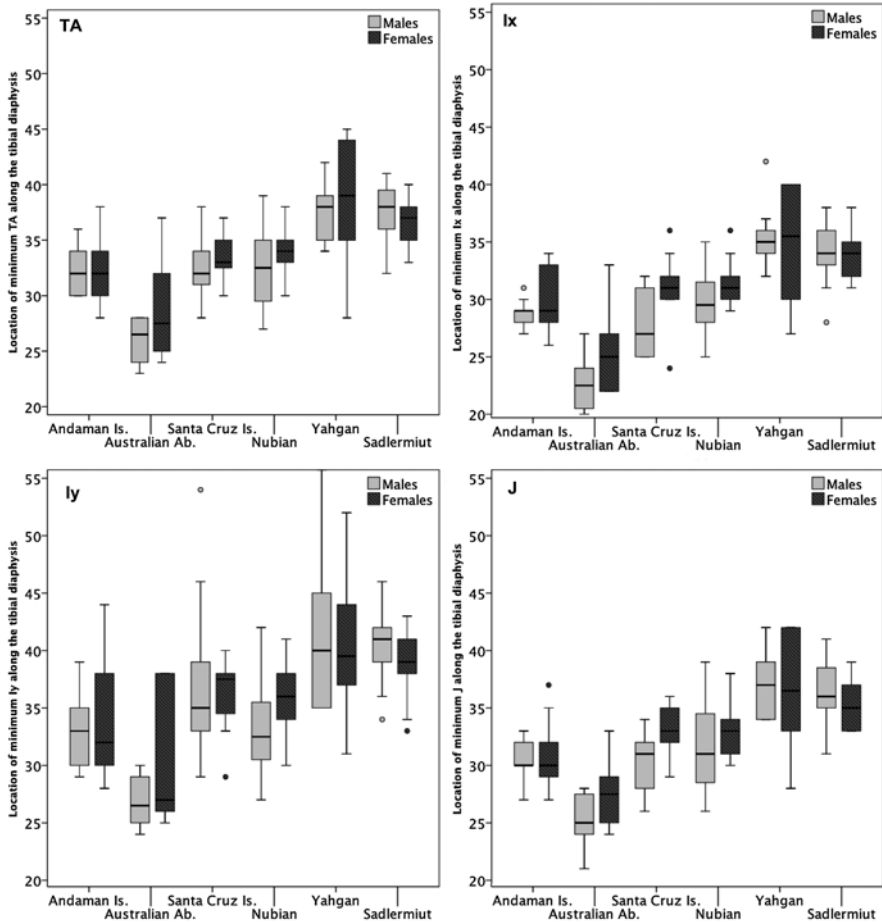 TA
Males
Females
Location of minimum TA along the tibial diaphysis
55
50
45
40
35
30
25
20
Andaman Is.
Australian Ab.
Santa Cruz Is.
Nubian
Yahgan
Sadlermiut
Ix
Males
Females
Location of minimum Ix along the tibial diaphysis
55
50
45
40
35
30
25
20
Andaman Is.
Australian Ab.
Santa Cruz Is.
Nubian
Yahgan
Sadlermiut
Iy
Males
Females
Location of minimum Iy along the tibial diaphysis
55
50
45
40
35
30
25
20
Andaman Is.
Australian Ab.
Santa Cruz Is.
Nubian
Yahgan
Sadlermiut
J
Males
Females
Location of minimum J along the tibial diaphysis
55
50
45
40
35
30
25
20
Andaman Is.
Australian Ab.
Santa Cruz Is.
Nubian
Yahgan
Sadlermiut